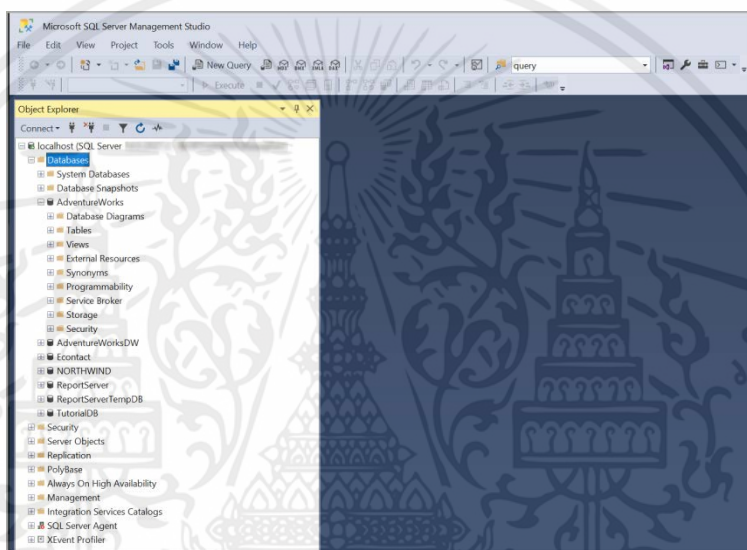 Microsoft SQL Server Management Studio
File Edit View Project Tools Window Help
New Query query
Execute
Object Explorer
Connect
localhost (SQL Server
Databases
System Databases
Database Snapshots
AdventureWorks
Database Diagrams
Tables
Views
External Resources
Synonyms
Programmability
Service Broker
Storage
Security
AdventureWorksDW
Econtact
NORTHWIND
ReportServer
ReportServerTempDB
TutorialDB
Security
Server Objects
Replication
PolyBase
Always On High Availability
Management
Integration Services Catalogs
SQL Server Agent
XEvent Profiler